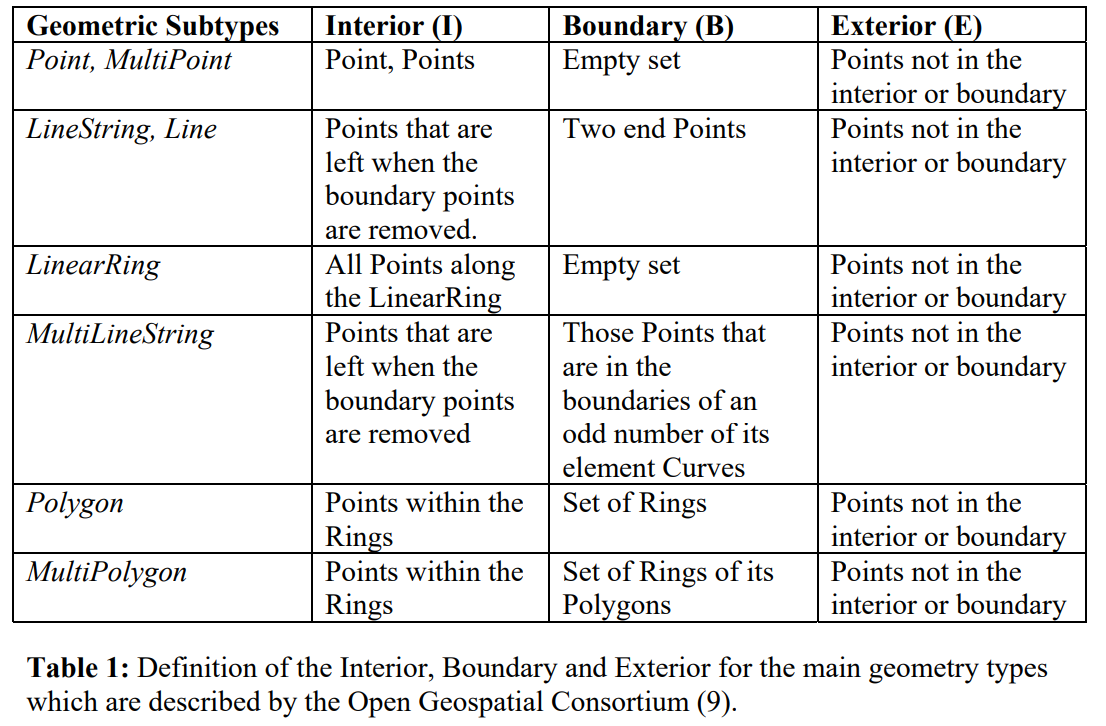 Geometric Subtypes Interior (I) Boundary (B) Exterior (E)
Point, MultiPoint Point, Points Empty set Points not in the
interior or boundary
LineString, Line Points that are Two end Points Points not in the
left when the interior or boundary
boundary points
are removed.
LinearRing All Points along Empty set Points not in the
the LinearRing interior or boundary
MultiLineString Points that are Those Points that Points not in the
left when the are in the interior or boundary
boundary points boundaries of an
are removed odd number of its
element Curves
Polygon Points within the Set of Rings Points not in the
Rings interior or boundary
MultiPolygon Points within the Set of Rings of its Points not in the
Rings Polygons interior or boundary
Table 1: Definition of the Interior, Boundary and Exterior for the main geometry types
which are described by the Open Geospatial Consortium (9).